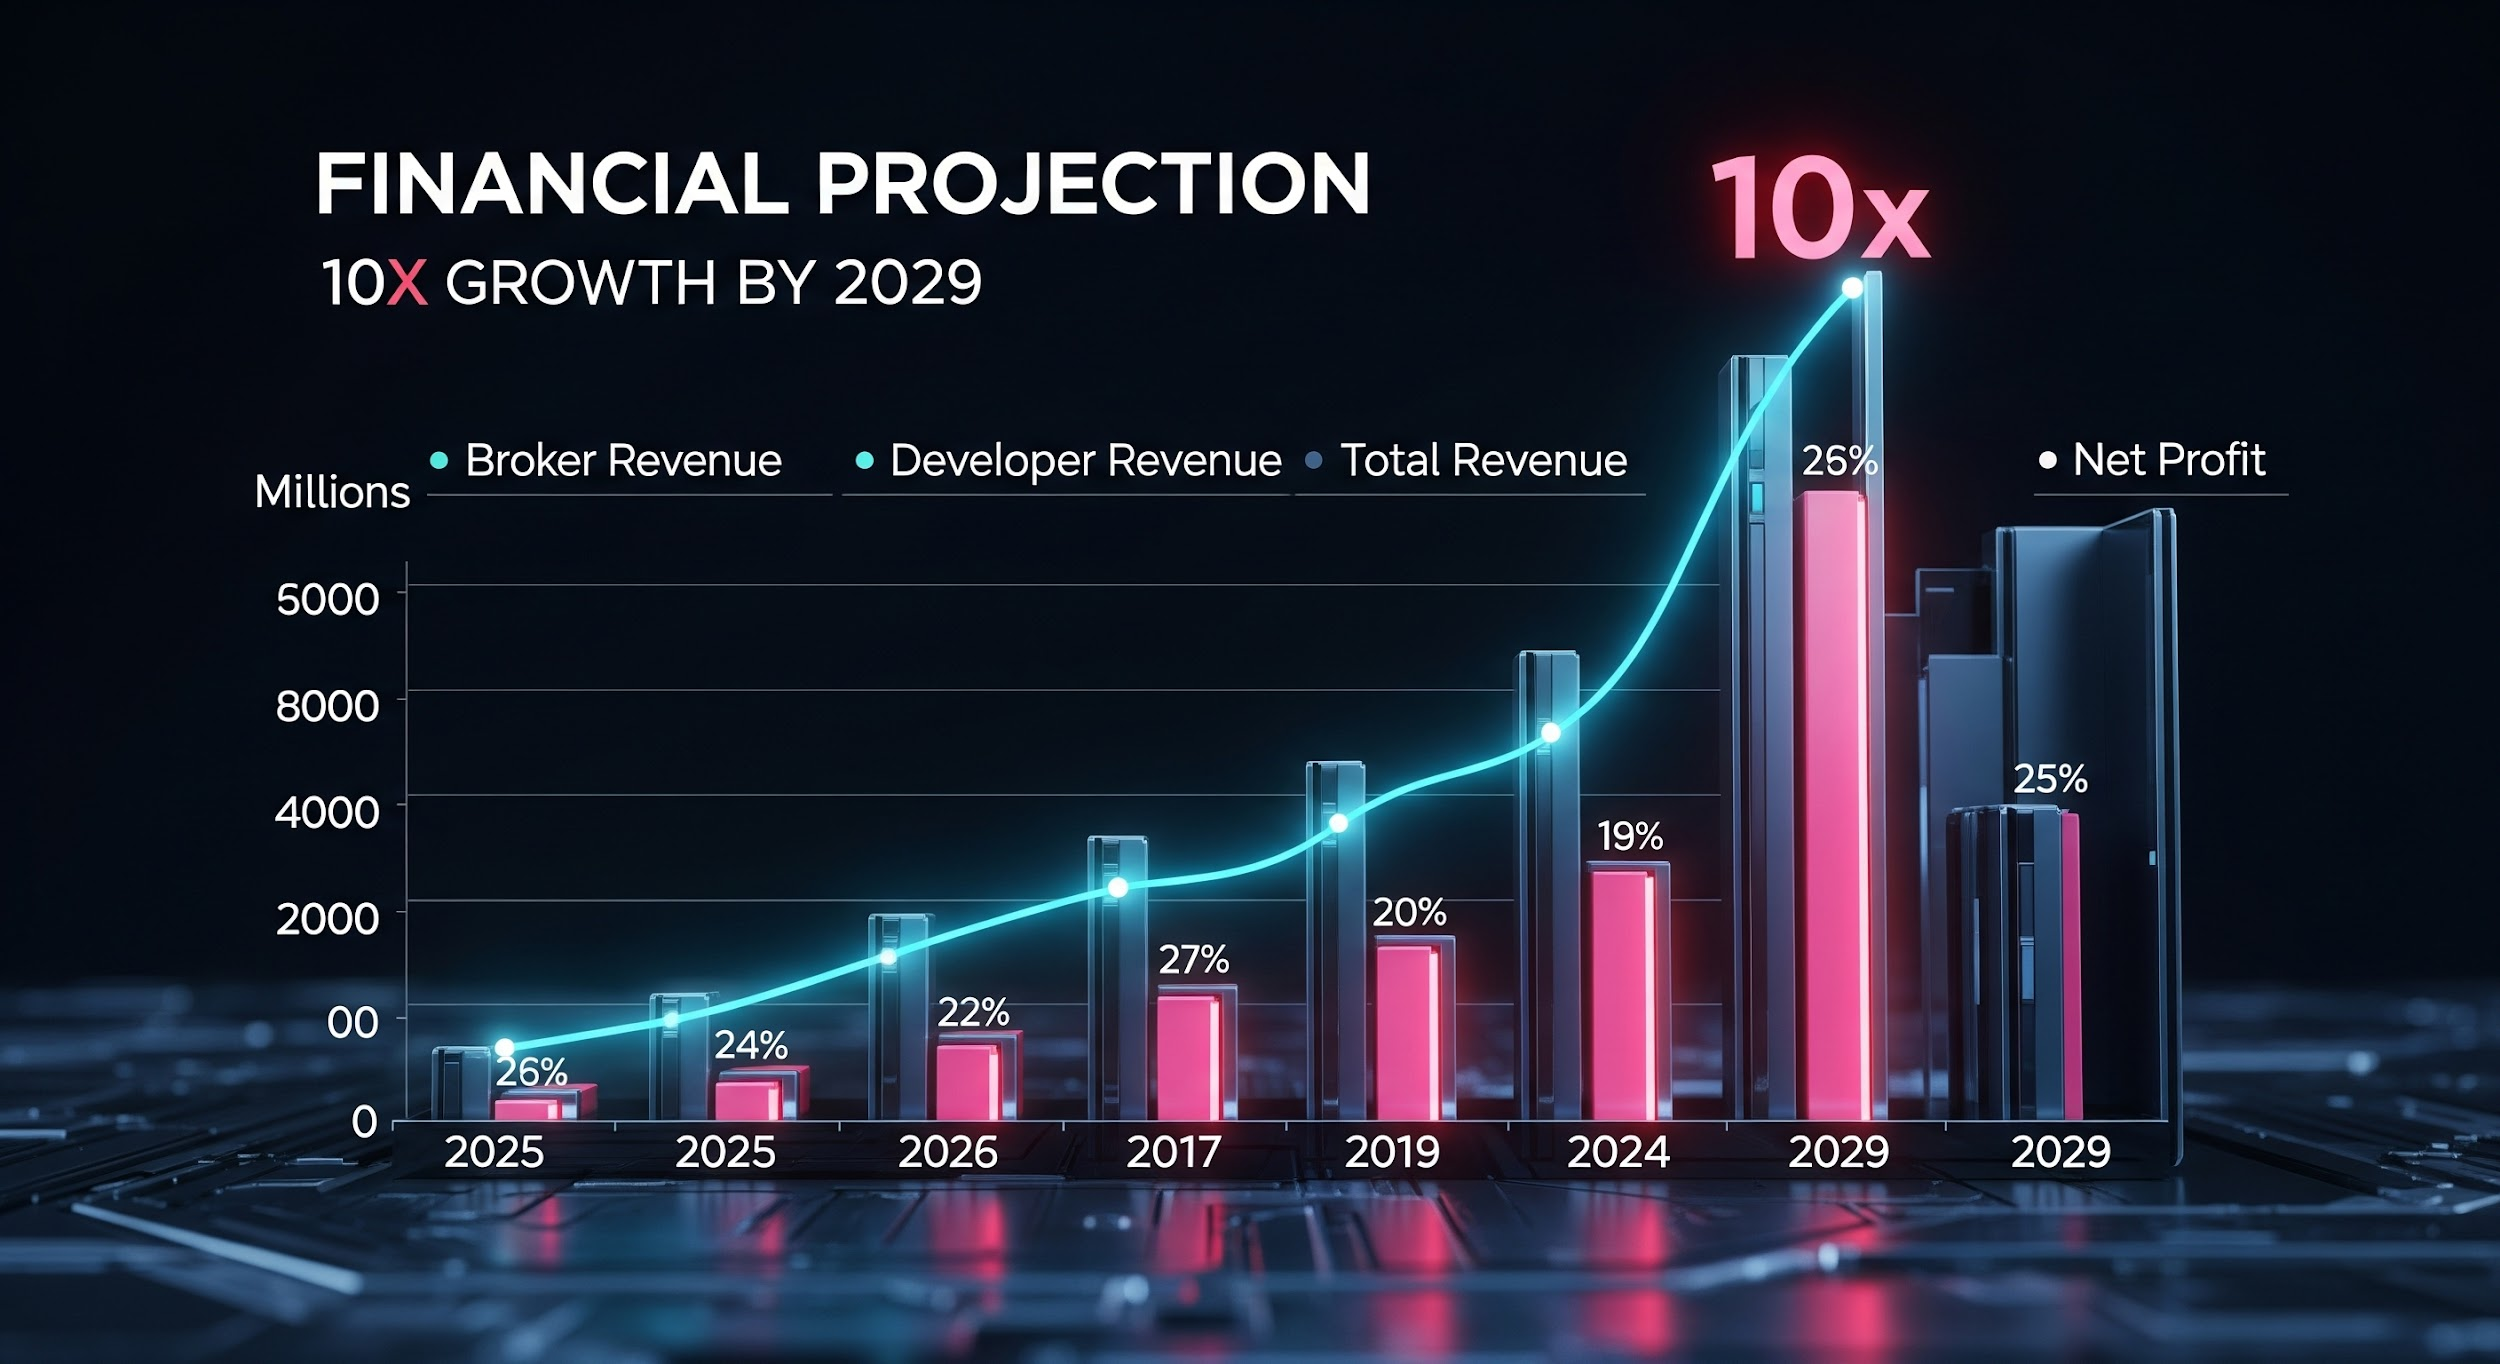 FINANCIAL PROJECTION
10X GROWTH BY 2029
10x
Millions
Broker Revenue
Developer Revenue
Total Revenue
Net Profit
5000
8000
4000
2000
00
0
26%
24%
22%
27%
20%
19%
26%
25%
2025
2025
2026
2017
2019
2024
2029
2029